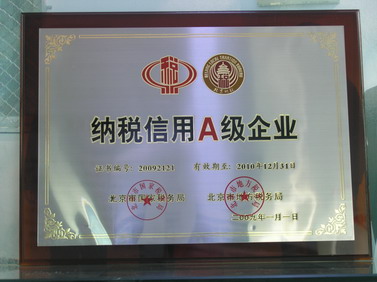 纳税信用A级企业
证书编号: 20092121 有效期至: 2010年12月31日
北京市国家税务局 北京市地方税务局
二〇〇九年一月一日